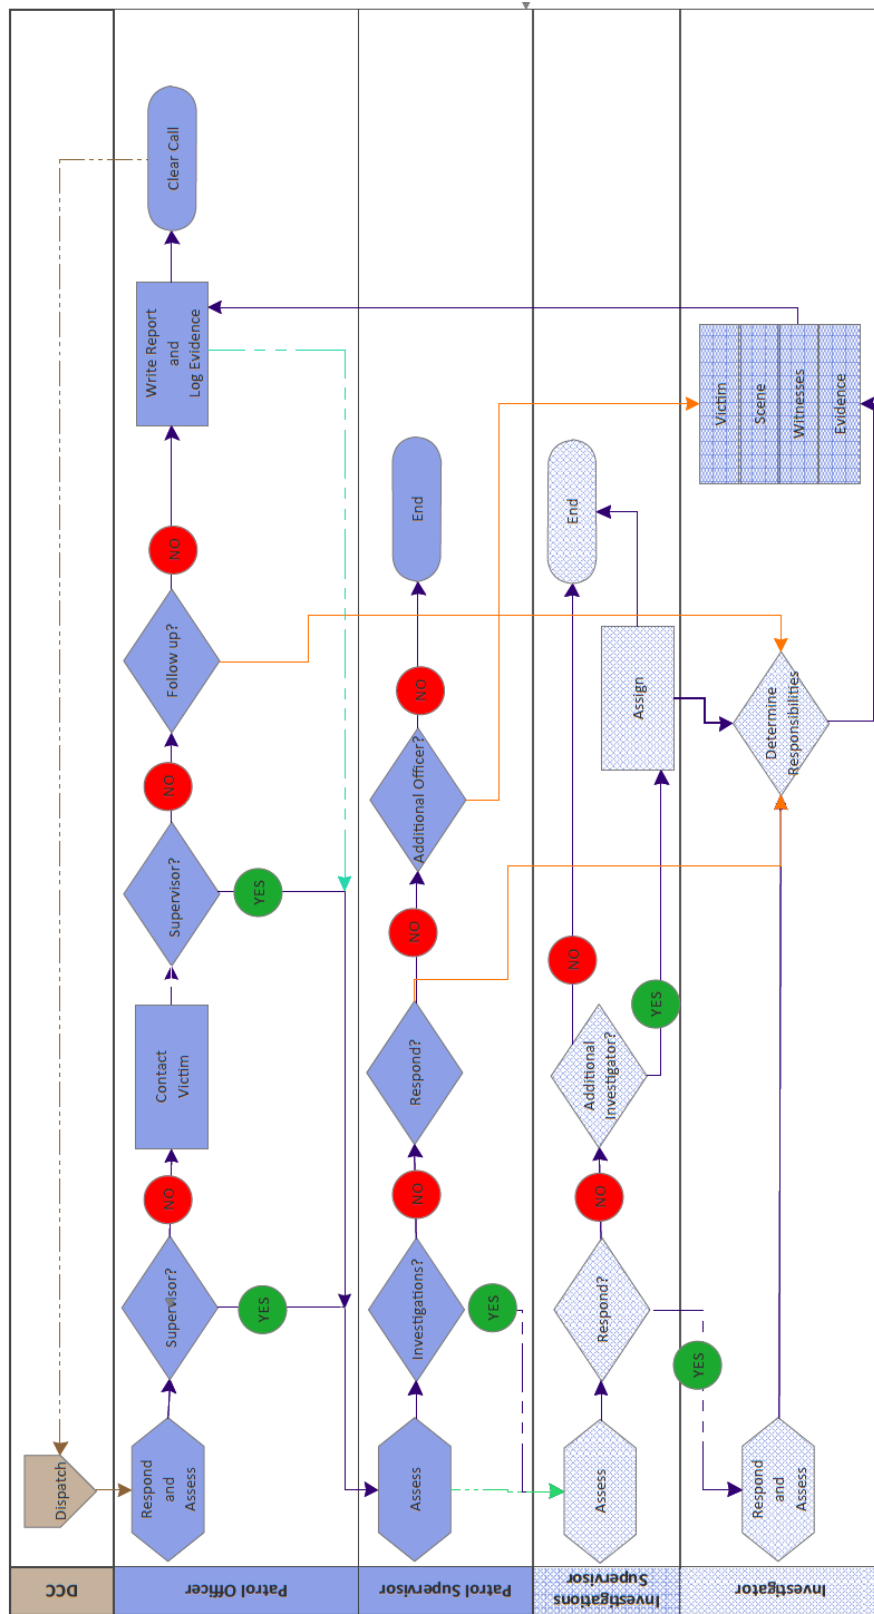 DCC
Dispatch
Patrol Officer
Respond
and
Assess
Supervisor?
YES
NO
Contact
Victim
Supervisor?
YES
NO
Follow up?
NO
Write Report
and
Log Evidence
Clear Call
Patrol Supervisor
Assess
Investigations?
YES
NO
Respond?
NO
Additional Officer?
NO
End
Investigations
Supervisor
Assess
Respond?
YES
NO
Additional
Investigator?
NO
YES
Assign
End
Investigator
Respond
and
Assess
Determine
Responsibilities
Victim
Scene
Witnesses
Evidence